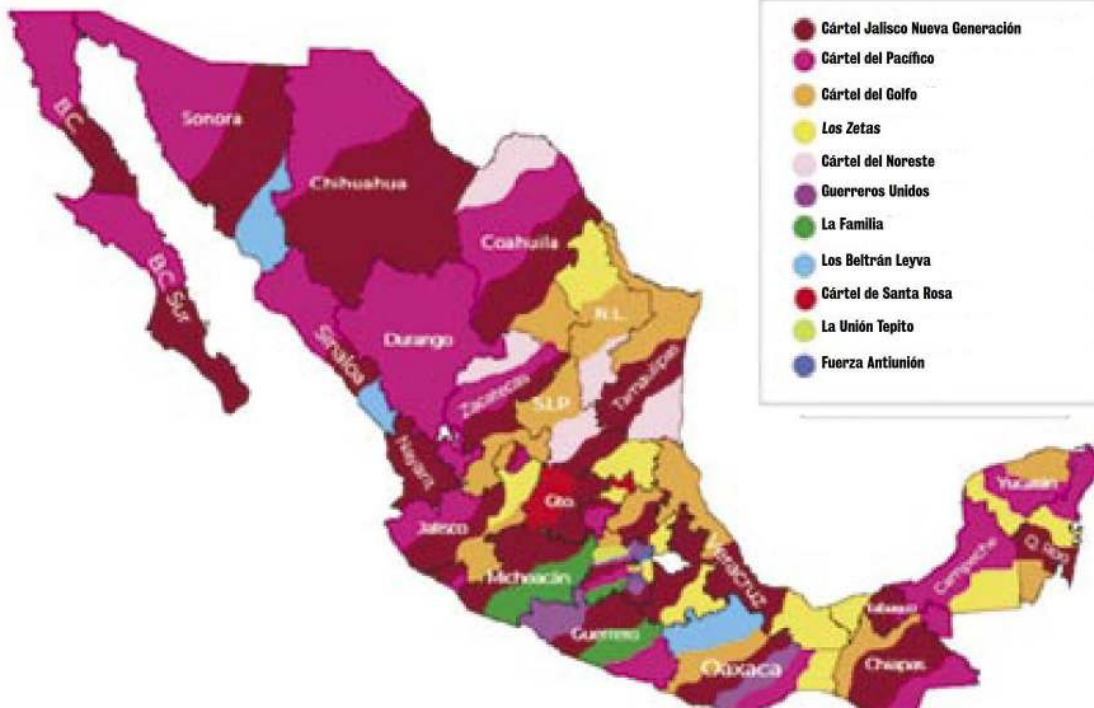 Cártel Jalisco Nueva Generación
Cártel del Pacífico
Cártel del Golfo
Los Zetas
Cártel del Noreste
Guerreros Unidos
La Familia
Los Beltrán Leyva
Cártel de Santa Rosa
La Unión Tepito
Fuerza Antiunión
B.C.
Sonora
Chihuahua
Coahuila
B.C. Sur
Sinaloa
Durango
N.L.
Zacatecas
S.L.P
Tamaulipas
A.
Nayarit
Gto
Jalisco
Michoacán
Veracruz
Guerrero
Oaxaca
Yucatán
Campeche
Q. Roo
Tabasco
Chiapas